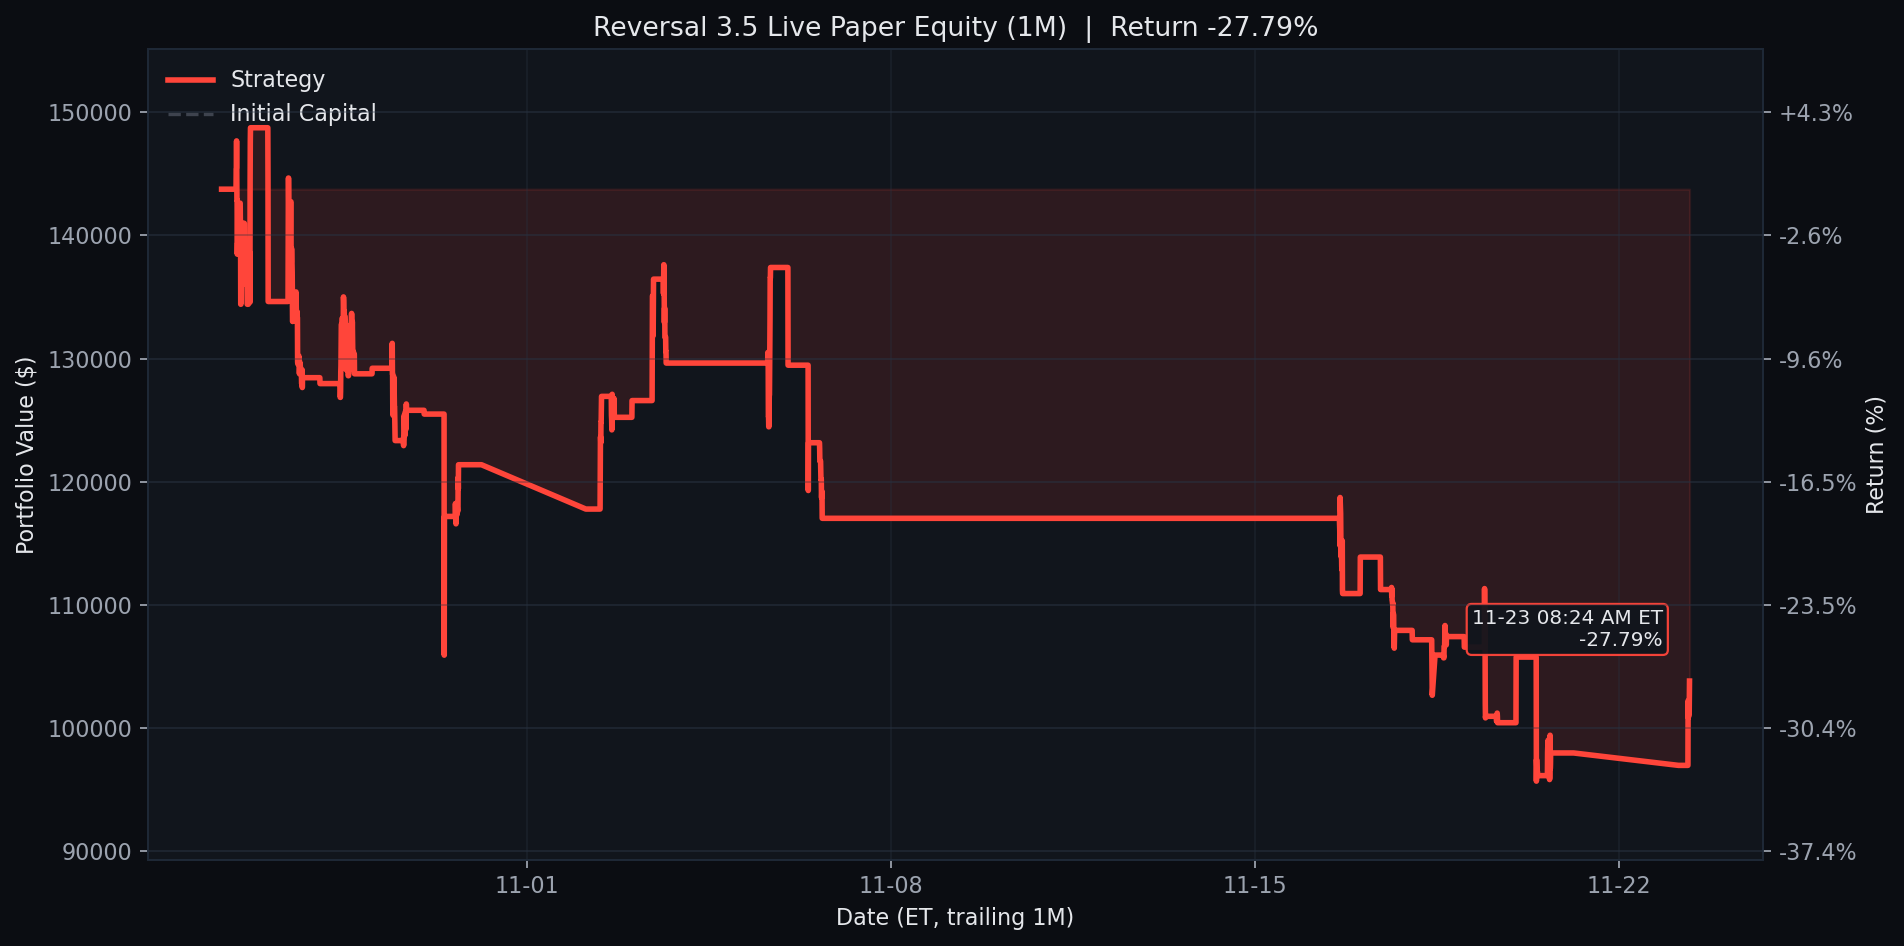 Reversal 3.5 Live Paper Equity (1M)  |  Return -27.79%
Strategy
Initial Capital
150000
140000
130000
120000
110000
100000
90000
Portfolio Value ($)
+4.3%
-2.6%
-9.6%
-16.5%
-23.5%
-30.4%
-37.4%
Return (%)
11-23 08:24 AM ET
-27.79%
11-01
11-08
11-15
11-22
Date (ET, trailing 1M)